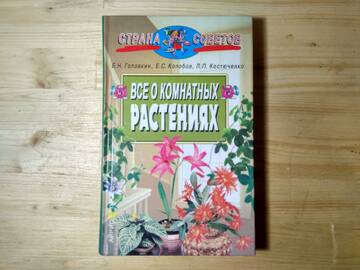 СТРАНА СОВЕТОВ
Б.Н. Головкин, Е.С. Колобов, Л.П. Костюченко
ВСЕ О КОМНАТНЫХ
РАСТЕНИЯХ